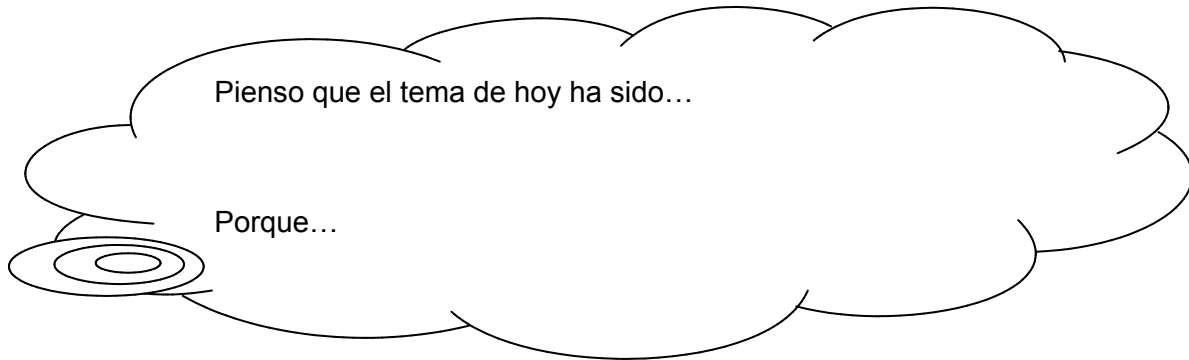 Pienso que el tema de hoy ha sido…
Porque…